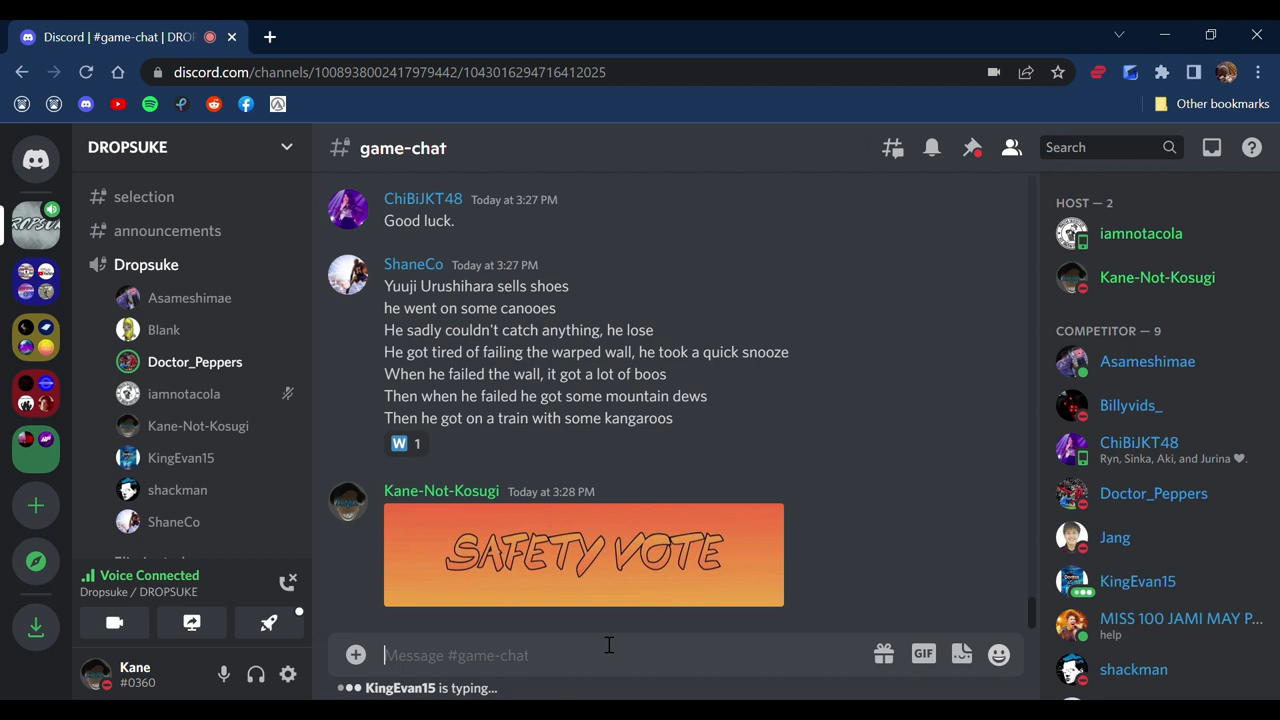 Discord | #game-chat | DRO
discord.com/channels/1008938002417979442/1043016294716412025
Other bookmarks
DROPSUKE
game-chat
Search
selection
announcements
Dropsuke
Asameshimae
Blank
Doctor_Peppers
iamnotacola
Kane-Not-Kosugi
KingEvan15
shackman
ShaneCo
Voice Connected
Dropsuke / DROPSUKE
Kane
#0360
ChiBiJKT48 Today at 3:27 PM
Good luck.
ShaneCo Today at 3:27 PM
Yuuji Urushihara sells shoes
he went on some canooes
He sadly couldn't catch anything, he lose
He got tired of failing the warped wall, he took a quick snooze
When he failed the wall, it got a lot of boos
Then when he failed he got some mountain dews
Then he got on a train with some kangaroos
W 1
Kane-Not-Kosugi Today at 3:28 PM
SAFETY VOTE
Message #game-chat
GIF
KingEvan15 is typing...
HOST — 2
iamnotacola
Kane-Not-Kosugi
COMPETITOR — 9
Asameshimae
Billyvids_
ChiBiJKT48
Ryn, Sinka, Aki, and Jurina ♥.
Doctor_Peppers
Jang
KingEvan15
MISS 100 JAMI MAY P...
help
shackman